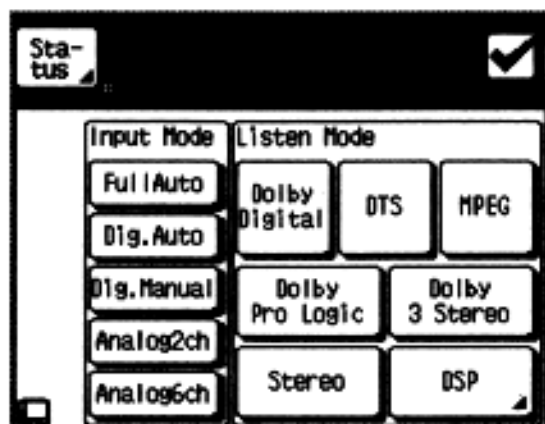 Sta-
tus
Input Mode
Listen Mode
FullAuto
Dig.Auto
Dig.Manual
Analog2ch
Analog6ch
Dolby
Digital
DTS
MPEG
Dolby
Pro Logic
Dolby
3 Stereo
Stereo
DSP